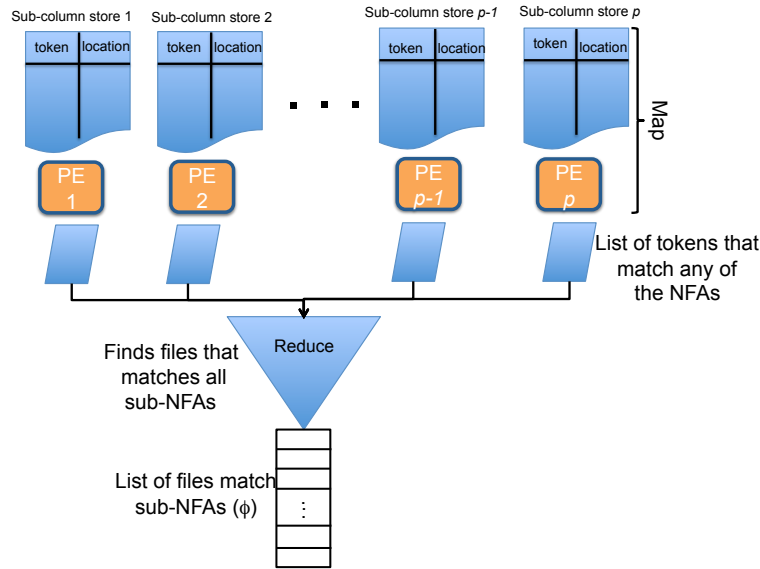 Sub-column store 1
Sub-column store 2
Sub-column store p-1
Sub-column store p
token location
token location
token location
token location
Map
PE
1
PE
2
PE
p-1
PE
p
List of tokens that
match any of
the NFAs
Reduce
Finds files that
matches all
sub-NFAs
List of files match
sub-NFAs (ϕ)